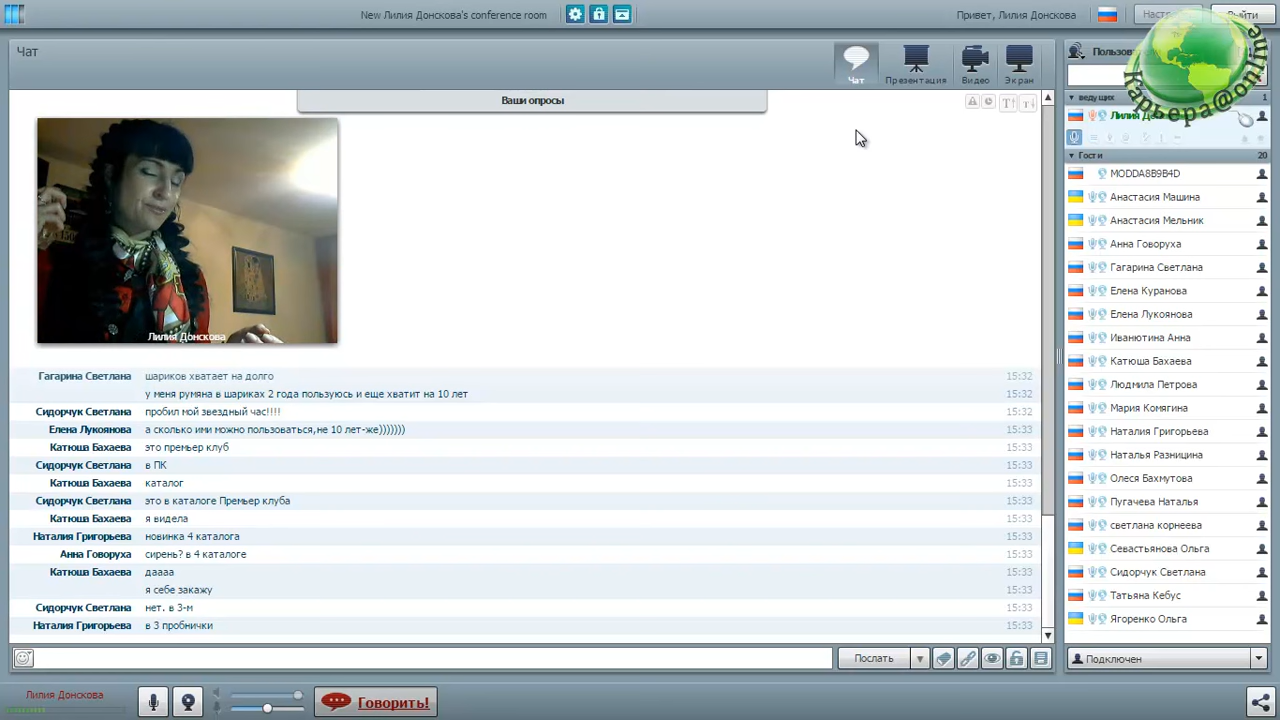 New Лилия Донскова's conference room
Привет, Лилия Донскова
Выйти
Чат
Чат
Презентация
Видео
Экран
Ваши опросы
Лилия Донскова
Гагарина Светлана шариков хватает на долго 15:32
у меня румяна в шариках 2 года пользуюсь и еще хватит на 10 лет 15:32
Сидорчук Светлана пробил мой звездный час!!!! 15:32
Елена Лукоянова а сколько ими можно пользоваться,не 10 лет-же))))))) 15:33
Катюша Бахаева это премьер клуб 15:33
Сидорчук Светлана в ПК 15:33
Катюша Бахаева каталог 15:33
Сидорчук Светлана это в каталоге Премьер клуба 15:33
Катюша Бахаева я видела 15:33
Наталия Григорьева новинка 4 каталога 15:33
Анна Говоруха сирень? в 4 каталоге 15:33
Катюша Бахаева даааа 15:33
я себе закажу 15:33
Сидорчук Светлана нет. в 3-м 15:33
Наталия Григорьева в 3 пробнички 15:33
Послать
Лилия Донскова
Говорить!
Карьера@online
ведущих 1
Лилия
Гости 20
MODDA8B9B4D
Анастасия Машина
Анастасия Мельник
Анна Говоруха
Гагарина Светлана
Елена Куранова
Елена Лукоянова
Иванютина Анна
Катюша Бахаева
Людмила Петрова
Мария Комягина
Наталия Григорьева
Наталья Разницина
Олеся Бахмутова
Пугачева Наталья
светлана корнеева
Севастьянова Ольга
Сидорчук Светлана
Татьяна Кебус
Ягоренко Ольга
Подключен